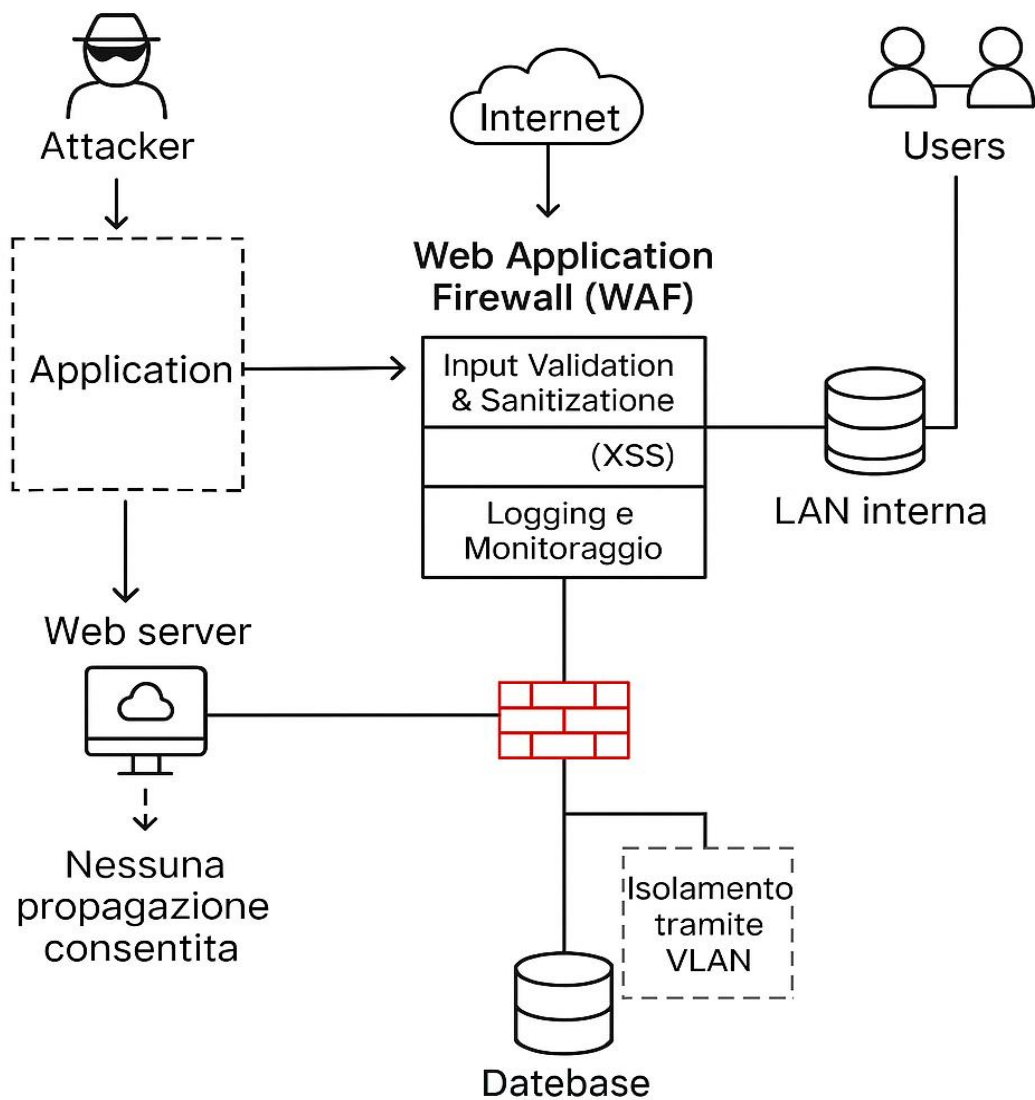 Attacker
Internet
Users
Web Application
Firewall (WAF)
Application
Input Validation
& Sanitizatione
(XSS)
Logging e
Monitoraggio
LAN interna
Web server
Nessuna
propagazione
consentita
Isolamento
tramite
VLAN
Datebase